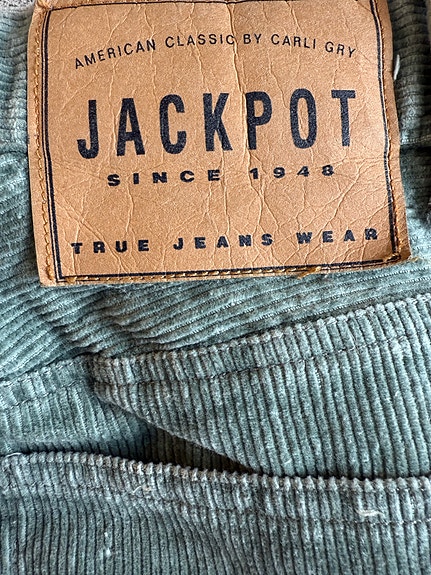 AMERICAN CLASSIC BY CARLI GRY
JACKPOT
SINCE 1948
TRUE JEANS WEAR